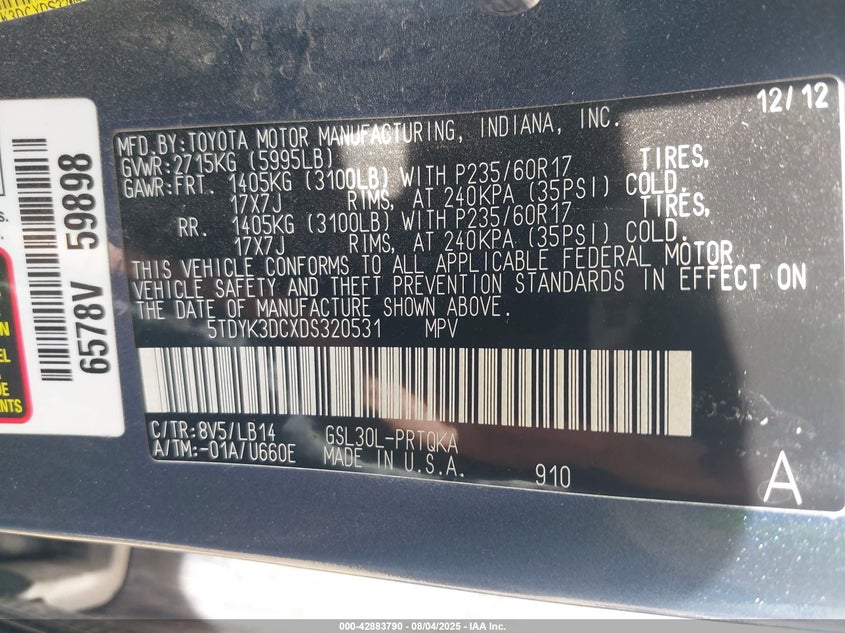 12/12
MFD.BY:TOYOTA MOTOR MANUFACTURING, INDIANA, INC.
GVWR:2715KG (5995LB)
GAWR:FRT. 1405KG (3100LB) WITH P235/60R17 TIRES,
17X7J RIMS, AT 240KPA (35PSI) COLD.
RR. 1405KG (3100LB) WITH P235/60R17 TIRES,
17X7J RIMS, AT 240KPA (35PSI) COLD.
THIS VEHICLE CONFORMS TO ALL APPLICABLE FEDERAL MOTOR
VEHICLE SAFETY AND THEFT PREVENTION STANDARDS IN EFFECT ON
THE DATE OF MANUFACTURE SHOWN ABOVE.
5TDYK3DCXDS320531 MPV
C/TR:8V5/LB14 GSL30L-PRTQKA
A/TM:-01A/U660E MADE IN U.S.A.
910
A
6578V 59898
000-42883790 - 08/04/2025 - IAA Inc.